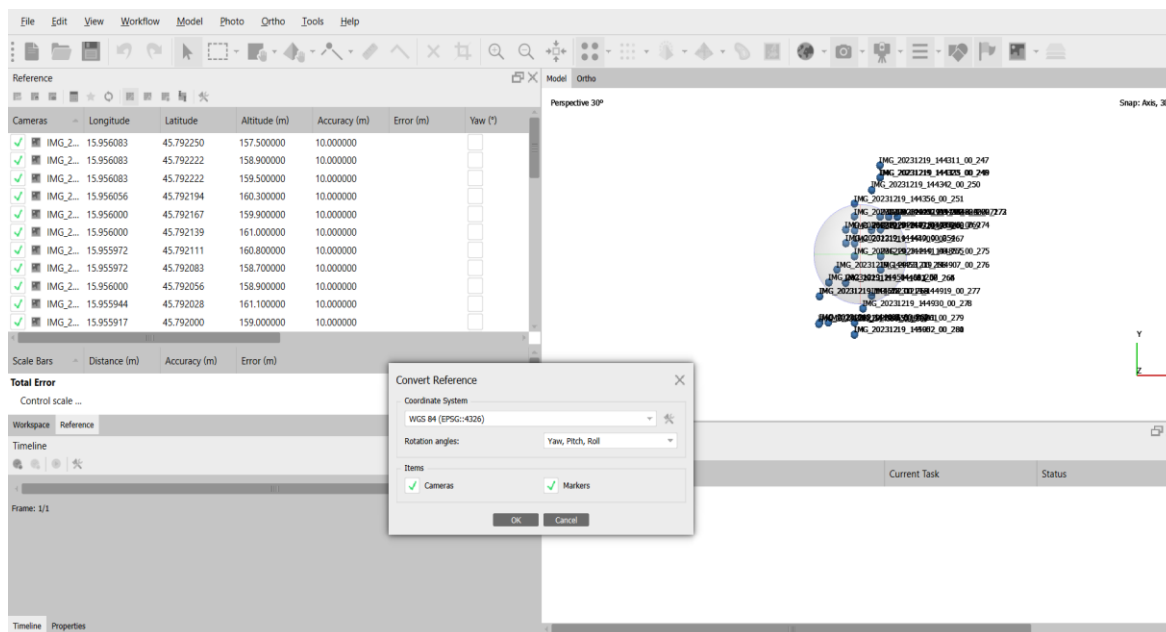 File Edit View Workflow Model Photo Ortho Tools Help
Reference
Cameras Longitude Latitude Altitude (m) Accuracy (m) Error (m) Yaw (°)
IMG_2... 15.956083 45.792250 157.500000 10.000000
IMG_2... 15.956083 45.792222 158.900000 10.000000
IMG_2... 15.956083 45.792222 159.500000 10.000000
IMG_2... 15.956056 45.792194 160.300000 10.000000
IMG_2... 15.956000 45.792167 159.900000 10.000000
IMG_2... 15.956000 45.792139 161.000000 10.000000
IMG_2... 15.955972 45.792111 160.800000 10.000000
IMG_2... 15.955972 45.792083 158.700000 10.000000
IMG_2... 15.956000 45.792056 158.900000 10.000000
IMG_2... 15.955944 45.792028 161.100000 10.000000
IMG_2... 15.955917 45.792000 159.000000 10.000000
Scale Bars Distance (m) Accuracy (m) Error (m)
Total Error
Control scale ...
Workspace Reference
Timeline
Frame: 1/1
Timeline Properties
Model Ortho
Perspective 30°
Snap: Axis, 3D
IMG_20231219_144311_00_247
IMG_20231219_144342_00_250
IMG_20231219_144356_00_251
Y
Z
Convert Reference
Coordinate System
WGS 84 (EPSG::4326)
Rotation angles: Yaw, Pitch, Roll
Items
Cameras Markers
OK Cancel
Current Task Status